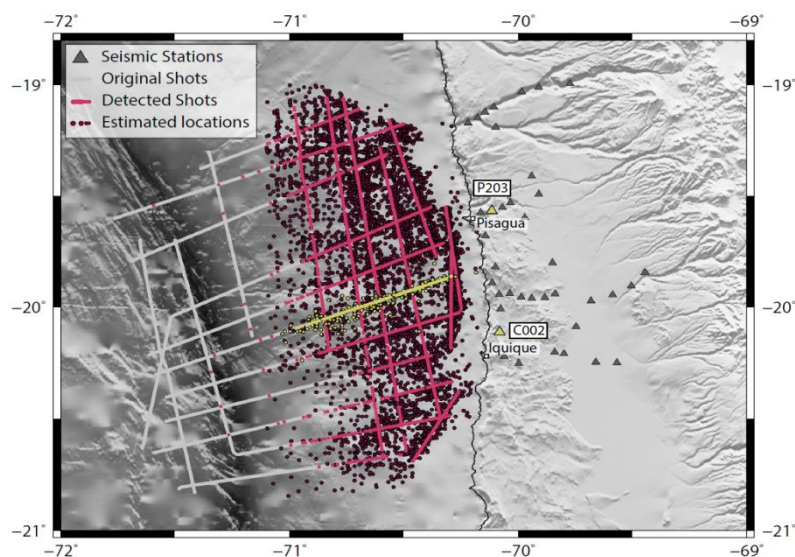 −72° −71° −70° −69°
−19° −19°
Seismic Stations
Original Shots
Detected Shots
Estimated locations
P203
Pisagua
−20° −20°
C002
Iquique
−21° −21°
−72° −71° −70° −69°